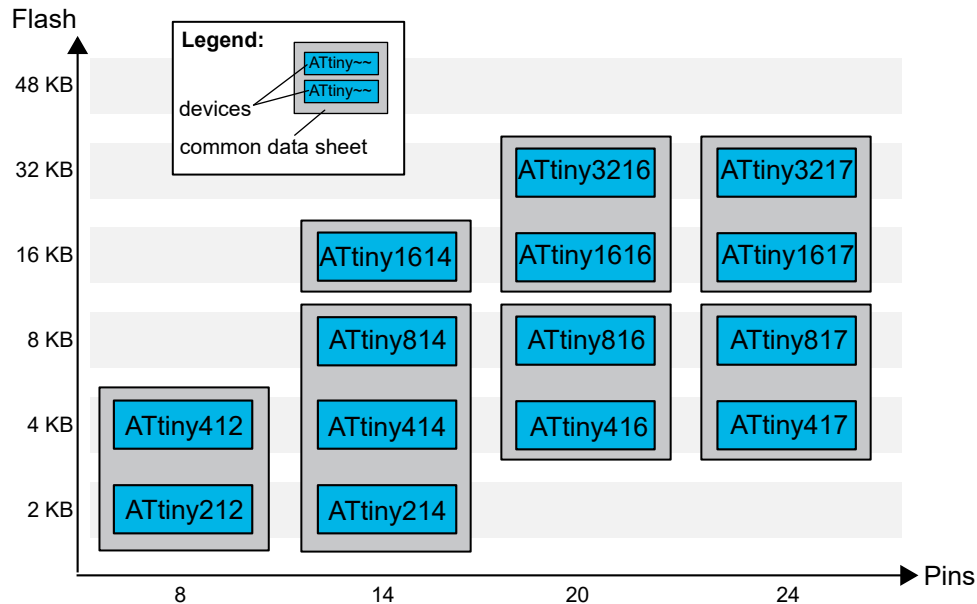 Flash
Legend:
ATtiny~~
ATtiny~~
devices
common data sheet
48 KB
32 KB
ATtiny3216
ATtiny3217
16 KB
ATtiny1614
ATtiny1616
ATtiny1617
8 KB
ATtiny814
ATtiny816
ATtiny817
4 KB
ATtiny412
ATtiny414
ATtiny416
ATtiny417
2 KB
ATtiny212
ATtiny214
8
14
20
24
Pins